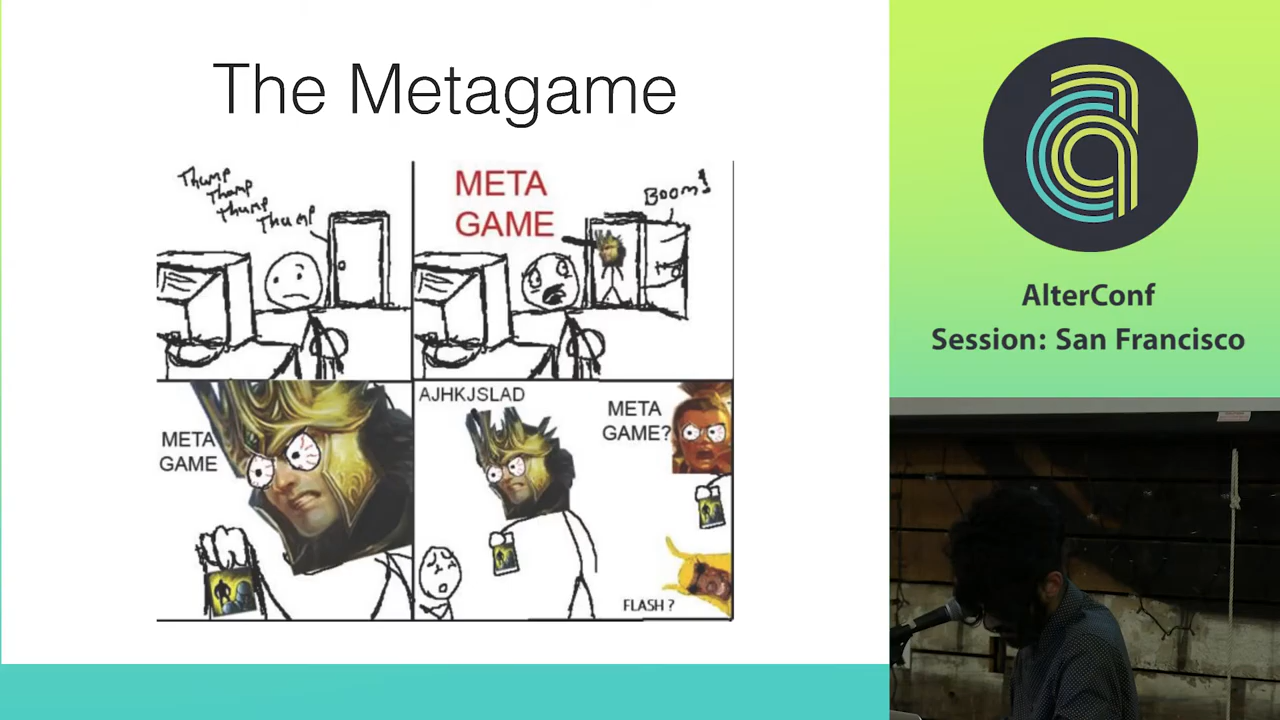 The Metagame
Thump
Thump
Thump
Thump
META
GAME
Boom!
META
GAME
AJHKJSLAD
META
GAME?
FLASH ?
AlterConf
Session: San Francisco